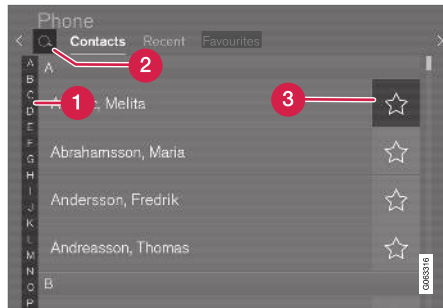 Phone
Contacts Recent Favourites
2
A
B
C
D
E
F
G
H
I
J
K
L
M
N
O
P
A
1
Melita
3
Abrahamsson, Maria
Andersson, Fredrik
Andreasson, Thomas
B
G063316